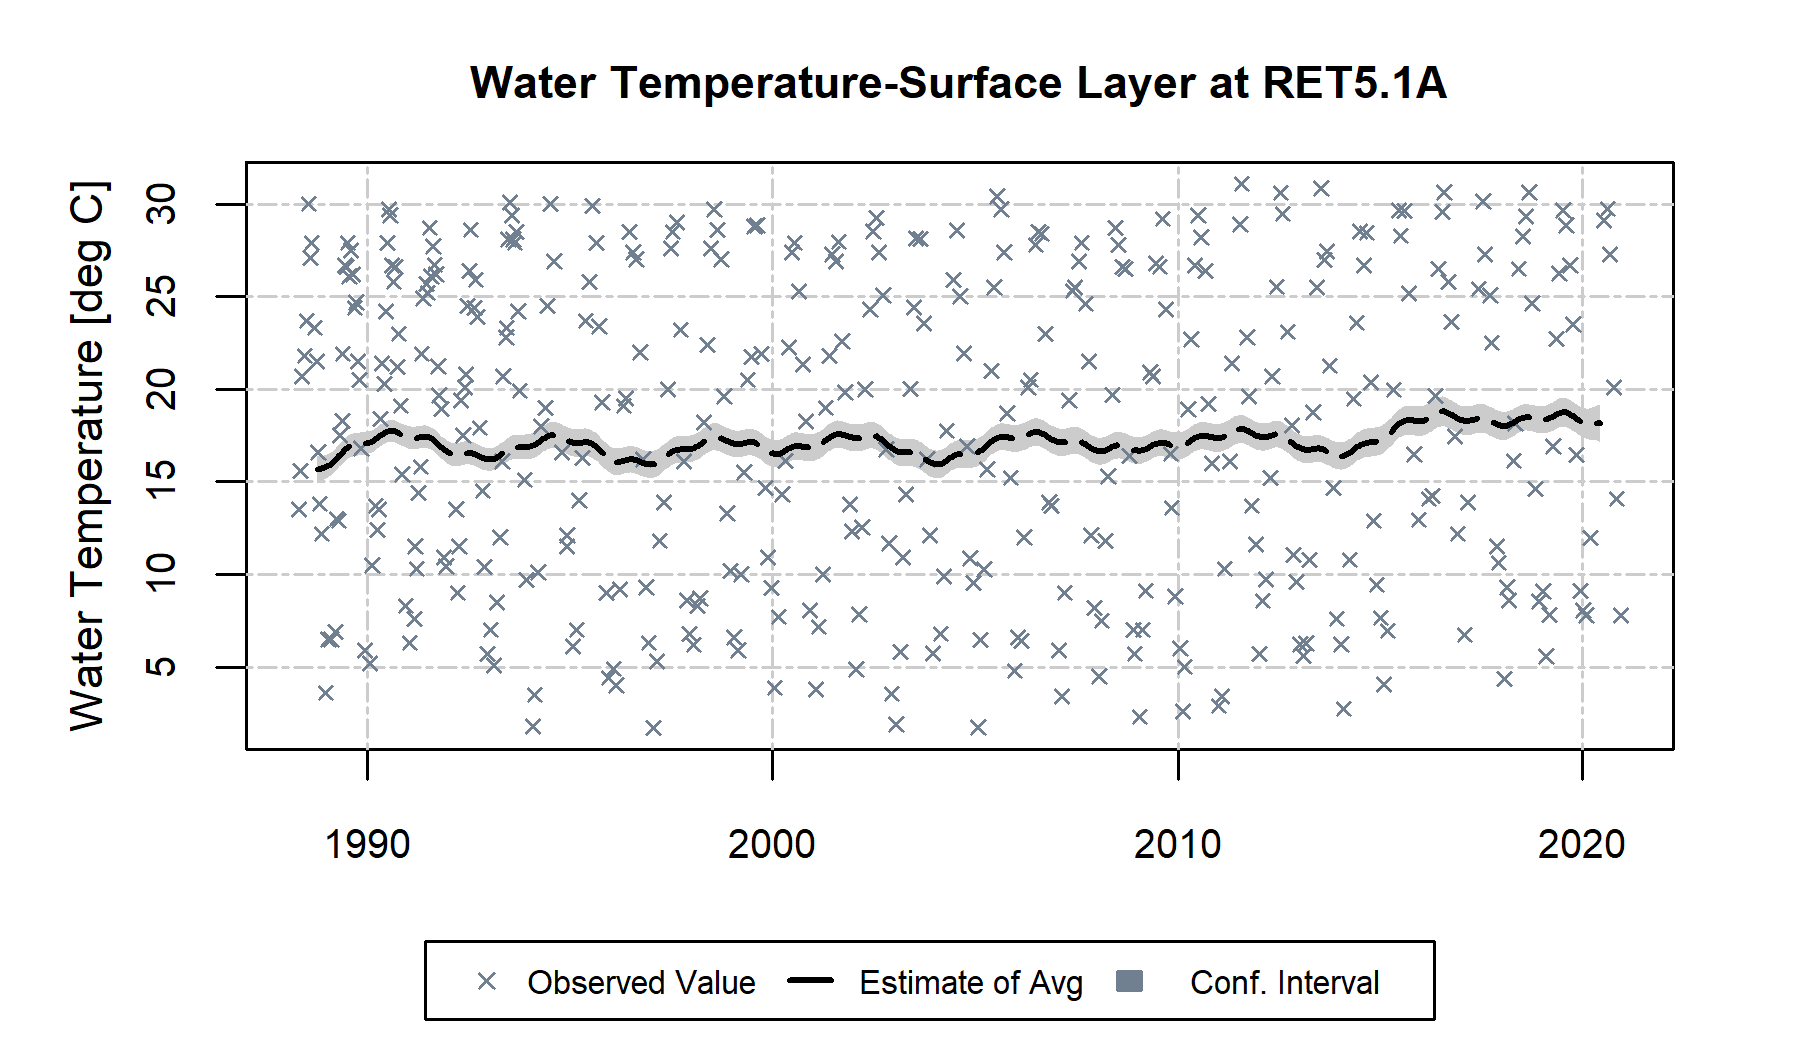 Water Temperature-Surface Layer at RET5.1A
Water Temperature [deg C]
30
25
20
15
10
5
1990 2000 2010 2020
Observed Value Estimate of Avg Conf. Interval